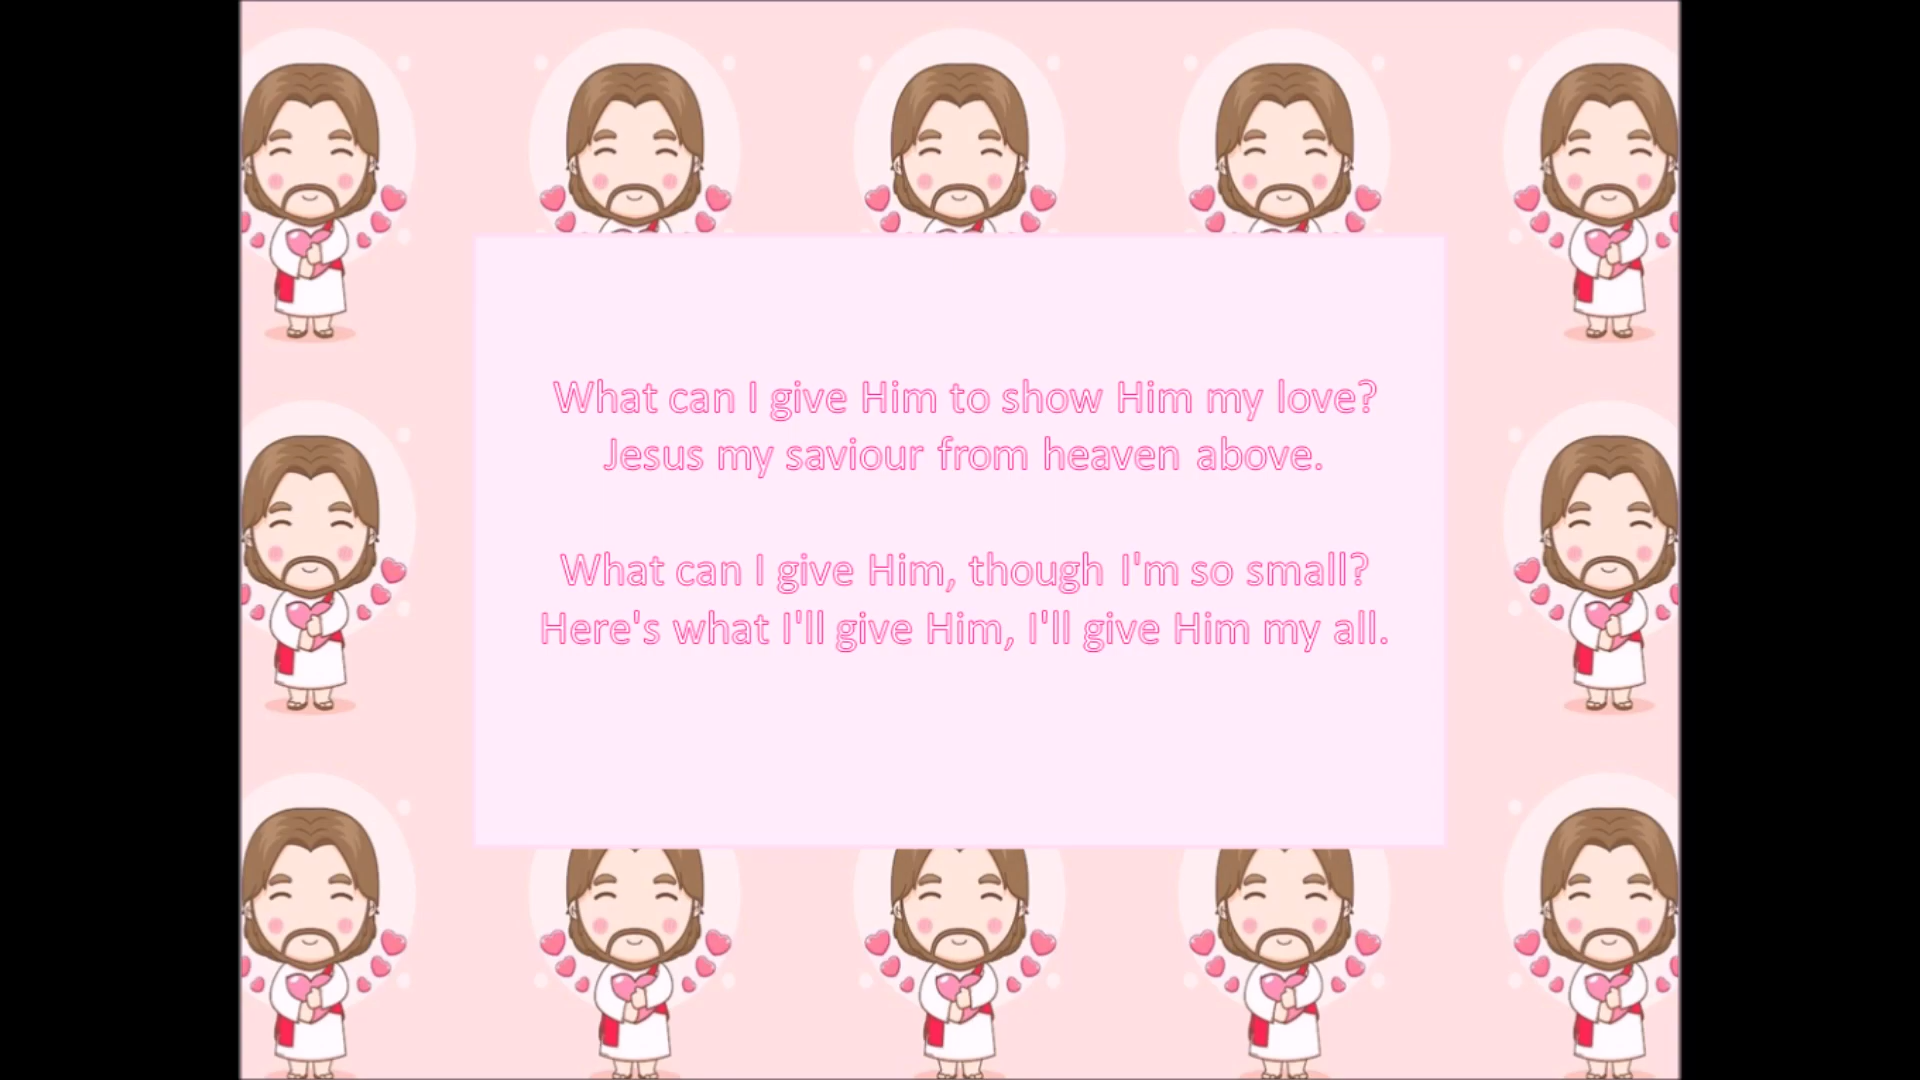 What can I give Him to show Him my love?
Jesus my saviour from heaven above.
What can I give Him, though I'm so small?
Here's what I'll give Him, I'll give Him my all.